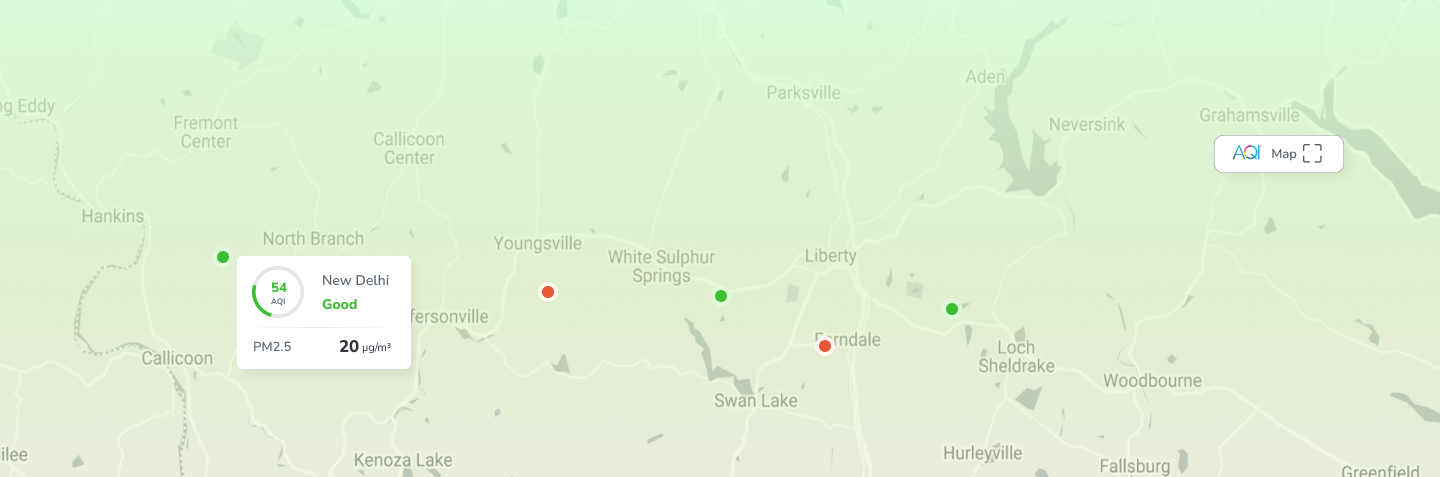 Aden
Parksville
ng Eddy
Grahamsville
Fremont
Center
Neversink
Callicoon
Center
AQI Map
Hankins
North Branch
Youngsville
White Sulphur
Springs
Liberty
54
AQI
New Delhi
Good
fersonville
PM2.5
20 µg/m³
Ferndale
Loch
Sheldrake
Callicoon
Woodbourne
Swan Lake
ilee
Kenoza Lake
Hurleyville
Fallsburg
Greenfield